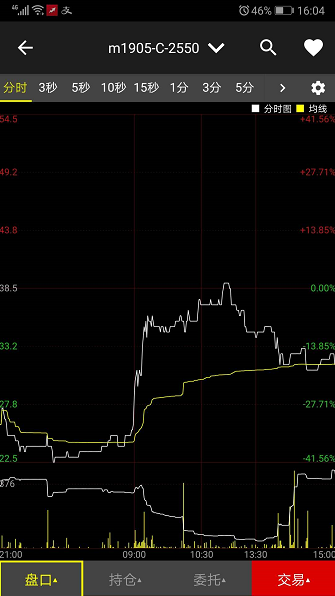 46% 16:04
m1905-C-2550
分时 3秒 5秒 10秒 15秒 1分 3分 5分
分时图 均线
54.5 +41.56%
49.2 +27.71%
43.8 +13.85%
38.5 0.00%
33.2 -13.85%
27.8 -27.71%
22.5 -41.56%
876
21:00 09:00 10:30 13:30 15:00
盘口 持仓 委托 交易